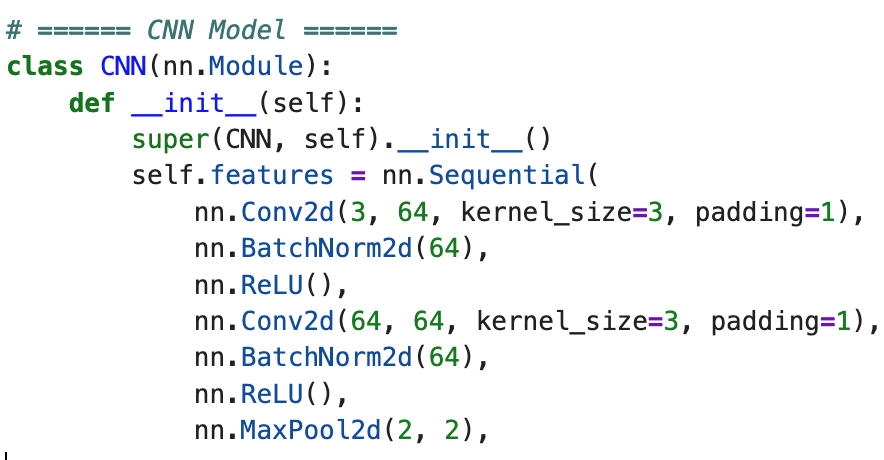 # ====== CNN Model ======
class CNN(nn.Module):
    def __init__(self):
        super(CNN, self).__init__()
        self.features = nn.Sequential(
            nn.Conv2d(3, 64, kernel_size=3, padding=1),
            nn.BatchNorm2d(64),
            nn.ReLU(),
            nn.Conv2d(64, 64, kernel_size=3, padding=1),
            nn.BatchNorm2d(64),
            nn.ReLU(),
            nn.MaxPool2d(2, 2),